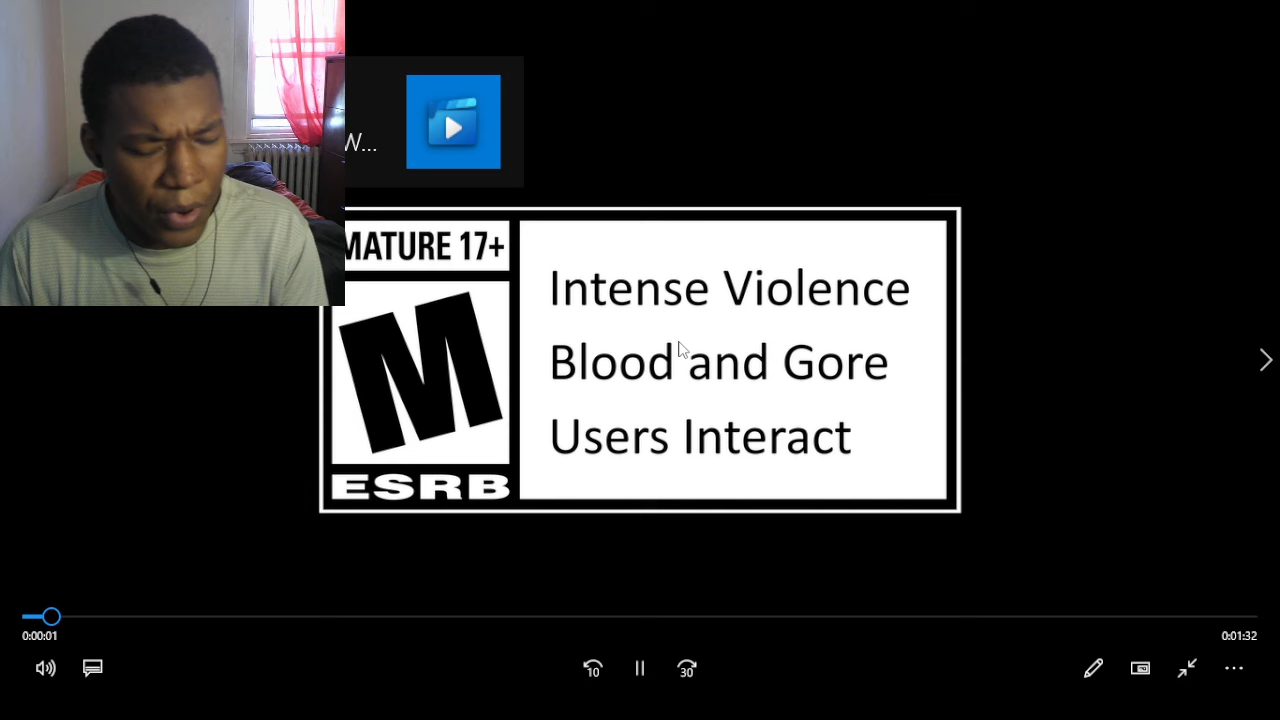 W...
MATURE 17+
M
ESRB
Intense Violence
Blood and Gore
Users Interact
0:00:01
0:01:32
10
30